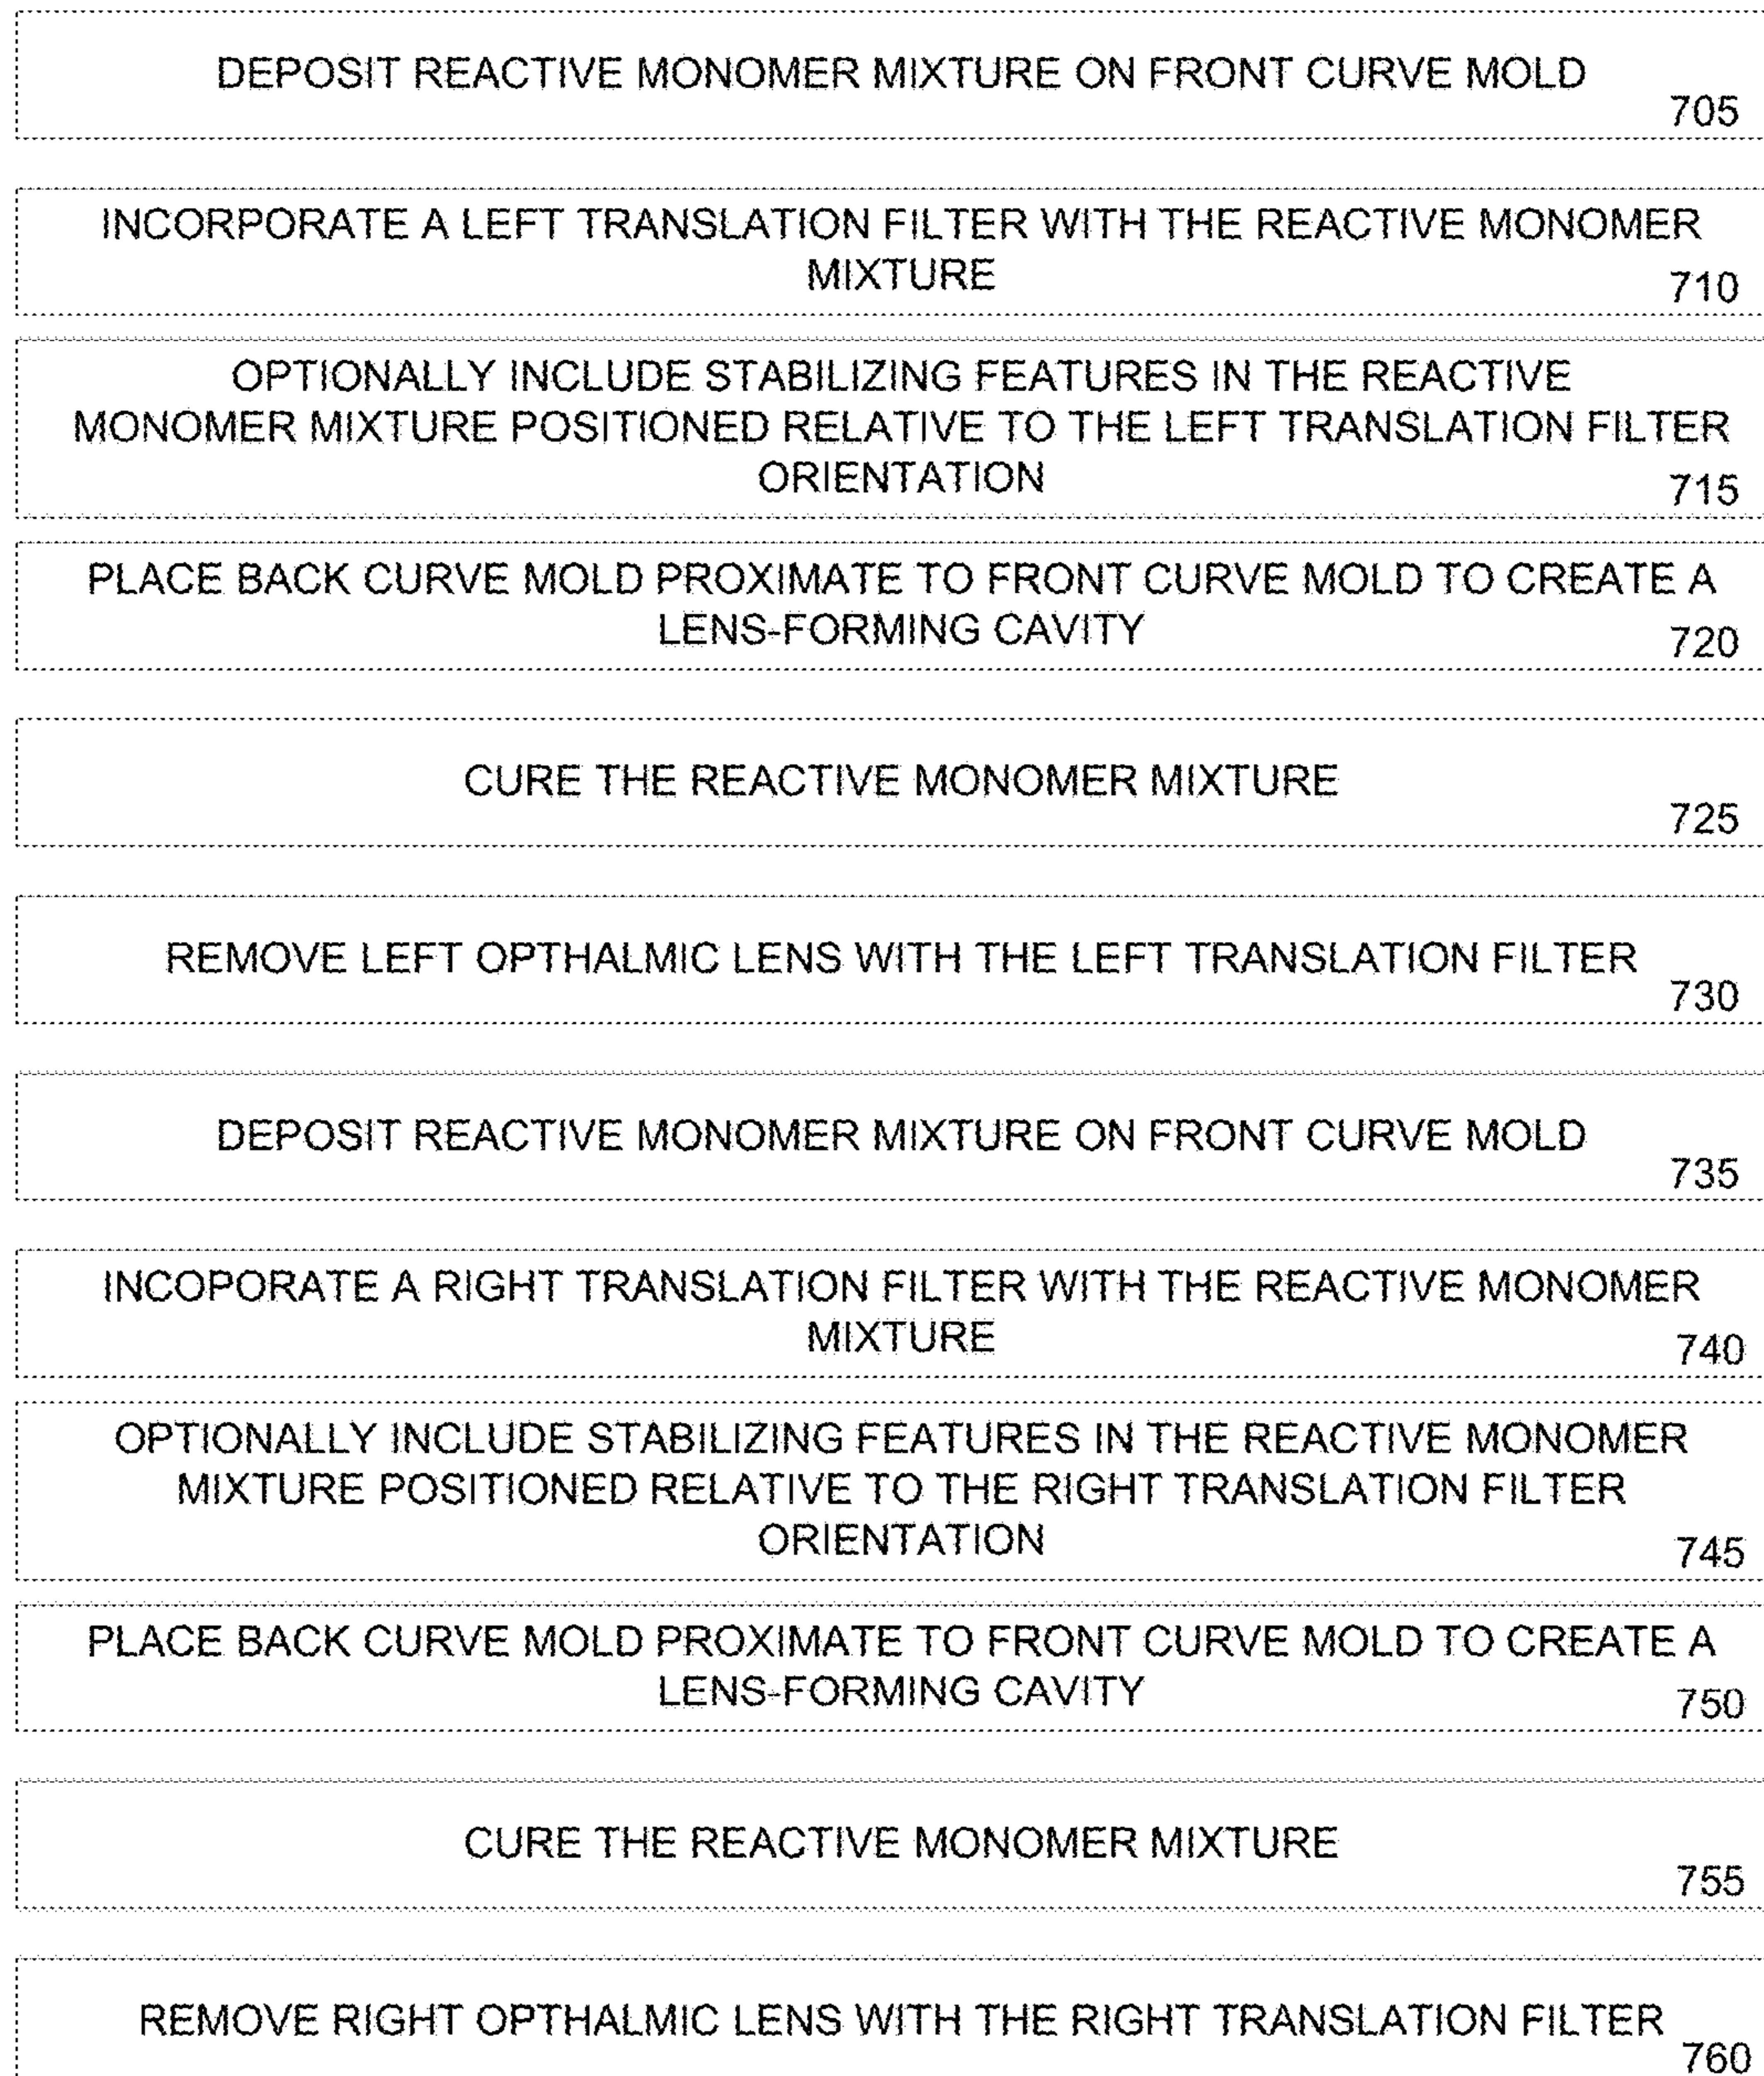 DEPOSIT REACTIVE MONOMER MIXTURE ON FRONT CURVE MOLD
705
INCORPORATE A LEFT TRANSLATION FILTER WITH THE REACTIVE MONOMER
MIXTURE
710
OPTIONALLY INCLUDE STABILIZING FEATURES IN THE REACTIVE
MONOMER MIXTURE POSITIONED RELATIVE TO THE LEFT TRANSLATION FILTER
ORIENTATION
715
PLACE BACK CURVE MOLD PROXIMATE TO FRONT CURVE MOLD TO CREATE A
LENS-FORMING CAVITY
720
CURE THE REACTIVE MONOMER MIXTURE
725
REMOVE LEFT OPTHALMIC LENS WITH THE LEFT TRANSLATION FILTER
730
DEPOSIT REACTIVE MONOMER MIXTURE ON FRONT CURVE MOLD
735
INCOPORATE A RIGHT TRANSLATION FILTER WITH THE REACTIVE MONOMER
MIXTURE
740
OPTIONALLY INCLUDE STABILIZING FEATURES IN THE REACTIVE MONOMER
MIXTURE POSITIONED RELATIVE TO THE RIGHT TRANSLATION FILTER
ORIENTATION
745
PLACE BACK CURVE MOLD PROXIMATE TO FRONT CURVE MOLD TO CREATE A
LENS-FORMING CAVITY
750
CURE THE REACTIVE MONOMER MIXTURE
755
REMOVE RIGHT OPTHALMIC LENS WITH THE RIGHT TRANSLATION FILTER
760